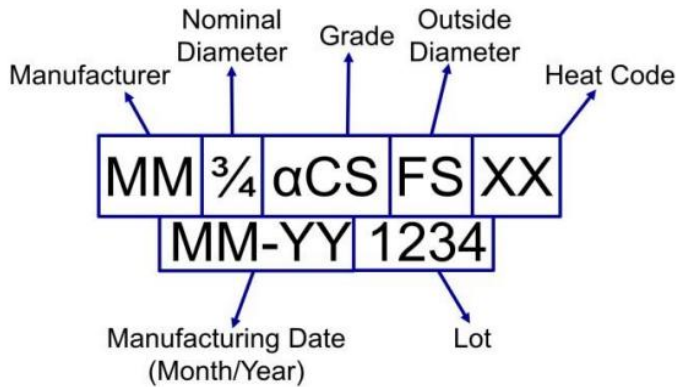 Nominal
Diameter
Grade
Outside
Diameter
Manufacturer
Heat Code
MM ¾ αCS FS XX
MM-YY 1234
Manufacturing Date
(Month/Year)
Lot